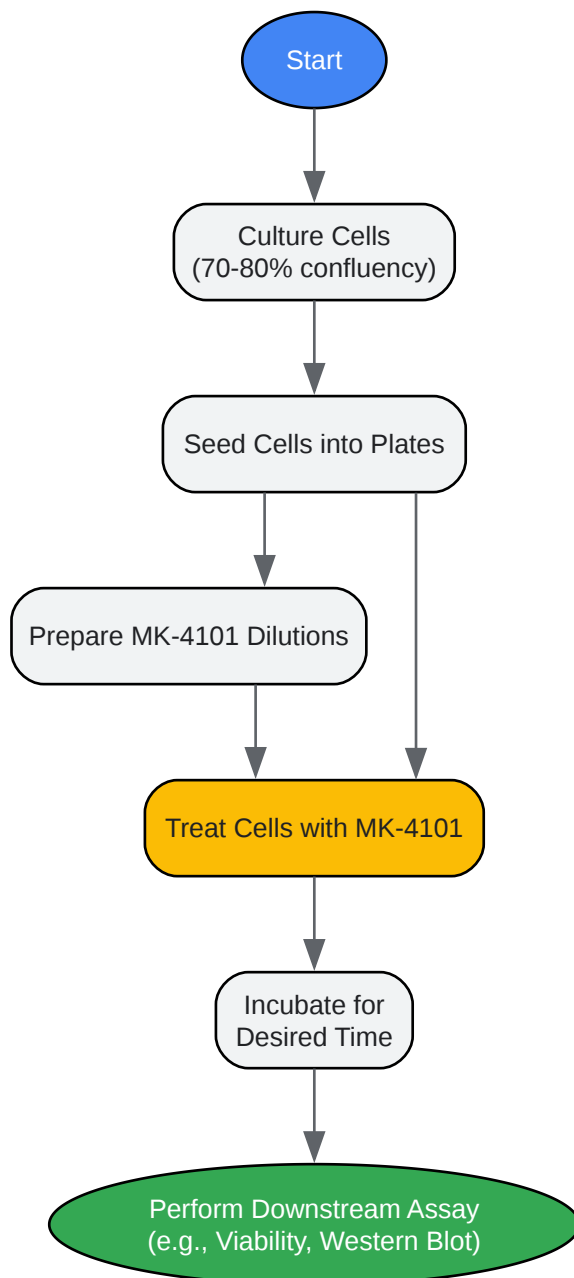 Start
Culture Cells
(70-80% confluency)
Seed Cells into Plates
Prepare MK-4101 Dilutions
Treat Cells with MK-4101
Incubate for
Desired Time
Perform Downstream Assay
(e.g., Viability, Western Blot)